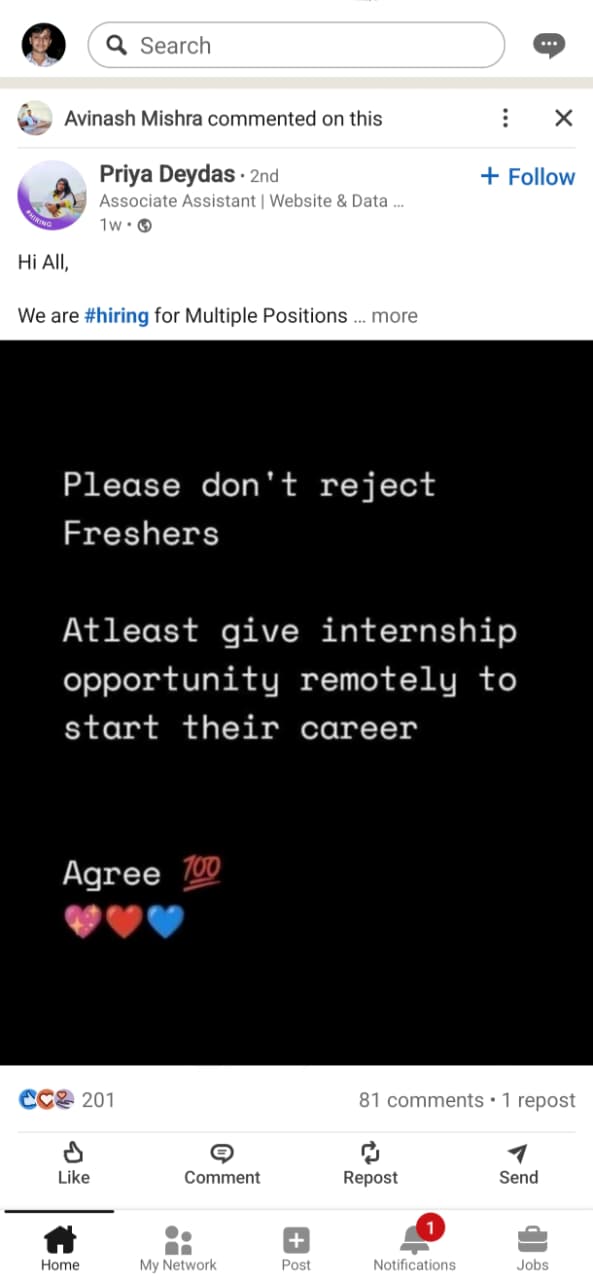 Search
Avinash Mishra commented on this
Priya Deydas • 2nd
+ Follow
Associate Assistant | Website & Data ...
1w •
#HIRING
Hi All,
We are #hiring for Multiple Positions ... more
Please don't reject
Freshers
Atleast give internship
opportunity remotely to
start their career
Agree 💯
💖❤️💙
201
81 comments • 1 repost
Like
Comment
Repost
Send
1
Home
My Network
Post
Notifications
Jobs